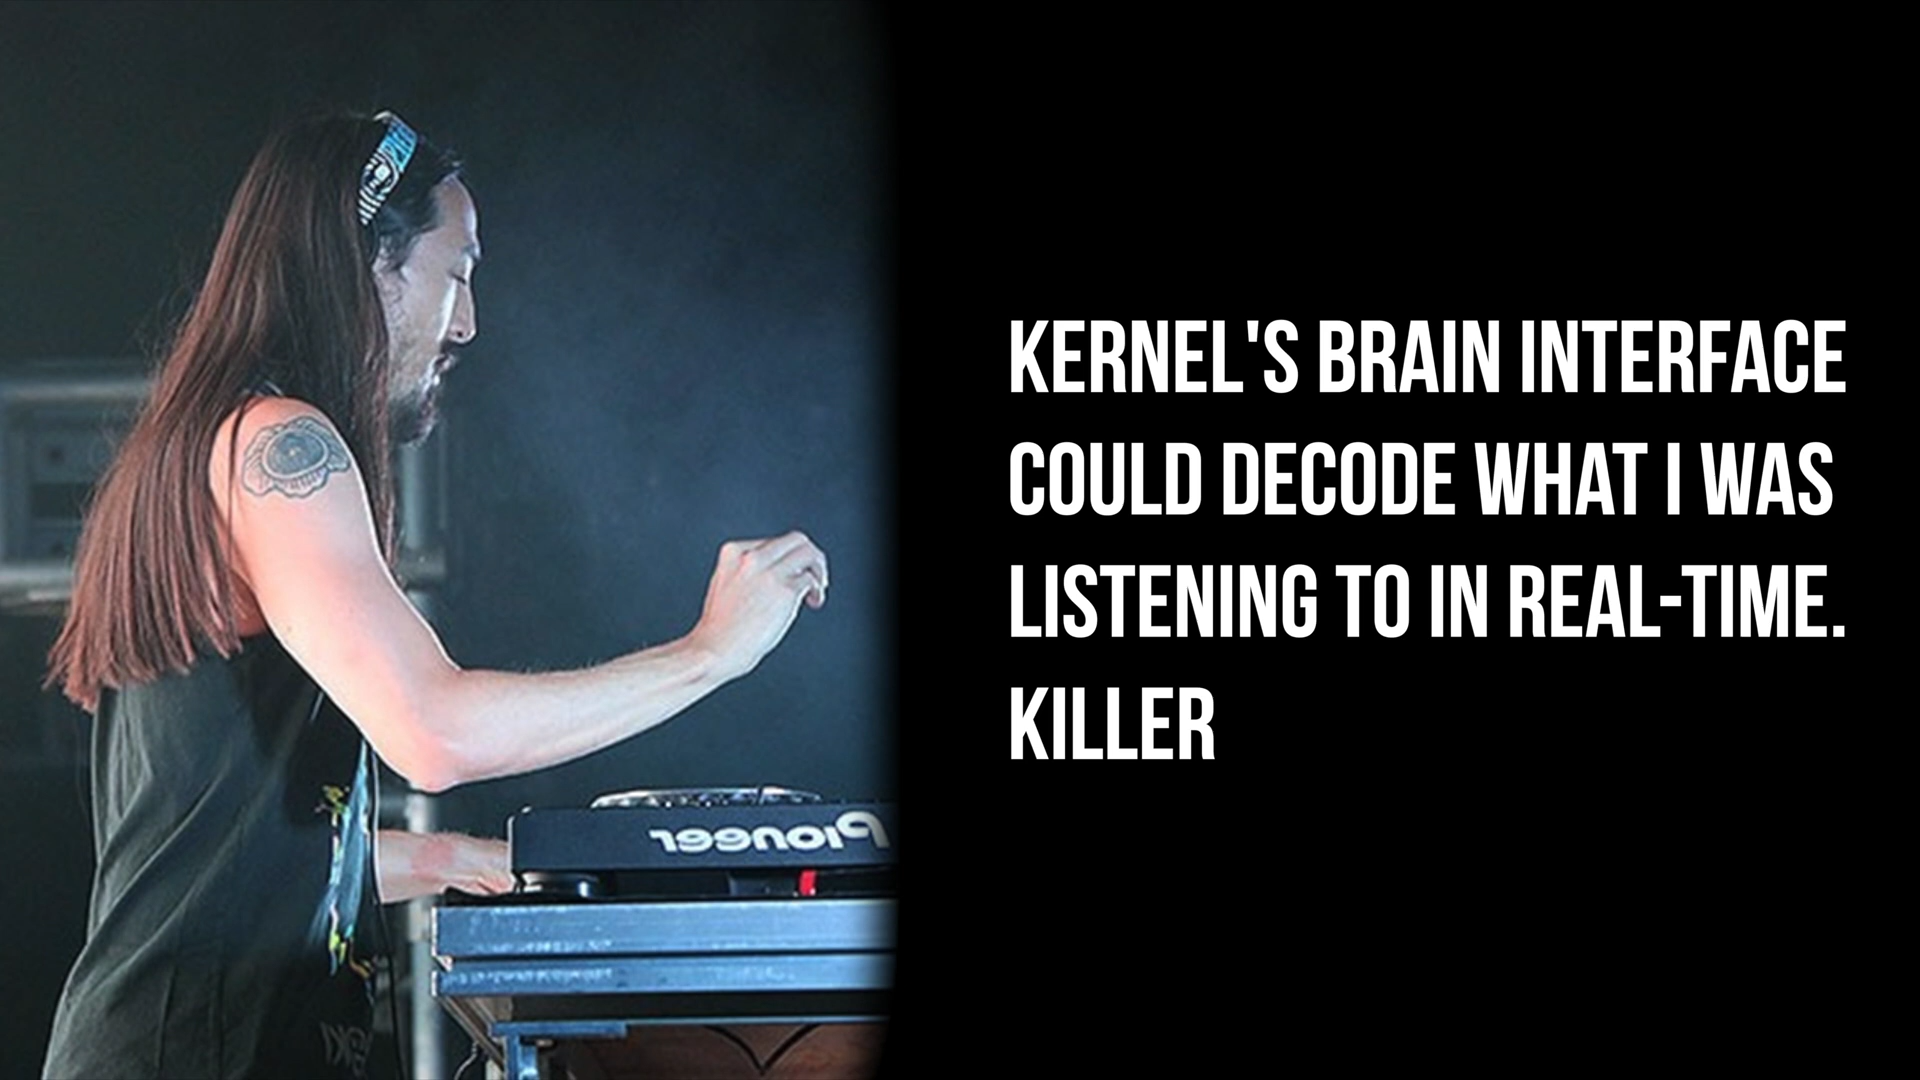 KERNEL'S BRAIN INTERFACE
COULD DECODE WHAT I WAS
LISTENING TO IN REAL-TIME.
KILLER
Pioneer